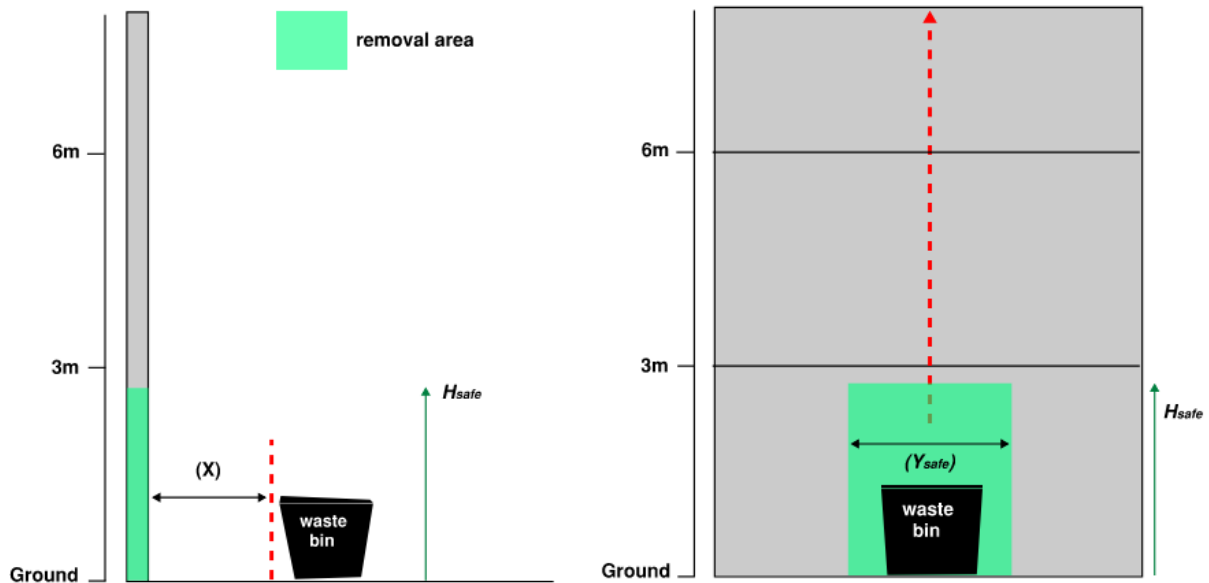 removal area
6m
3m
Hsafe
(X)
waste
bin
Ground
6m
3m
Hsafe
(Ysafe)
waste
bin
Ground